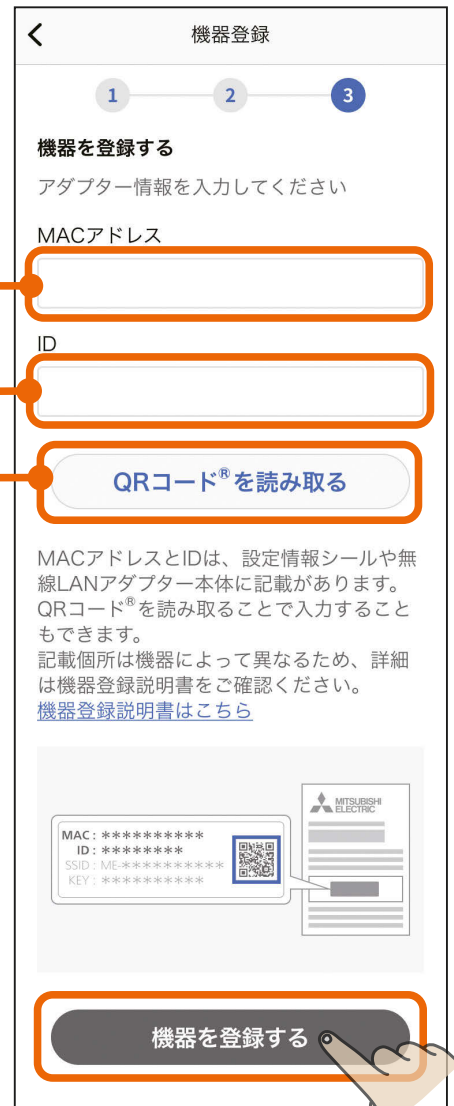 機器登録
1 2 3
機器を登録する
アダプター情報を入力してください
MACアドレス
ID
QRコード®を読み取る
MACアドレスとIDは、設定情報シールや無
線LANアダプター本体に記載があります。
QRコード®を読み取ることで入力すること
もできます。
記載個所は機器によって異なるため、詳細
は機器登録説明書をご確認ください。
機器登録説明書はこちら
MITSUBISHI
ELECTRIC
MAC: **********
ID: ********
SSID: ME-**********
KEY: **********
機器を登録する